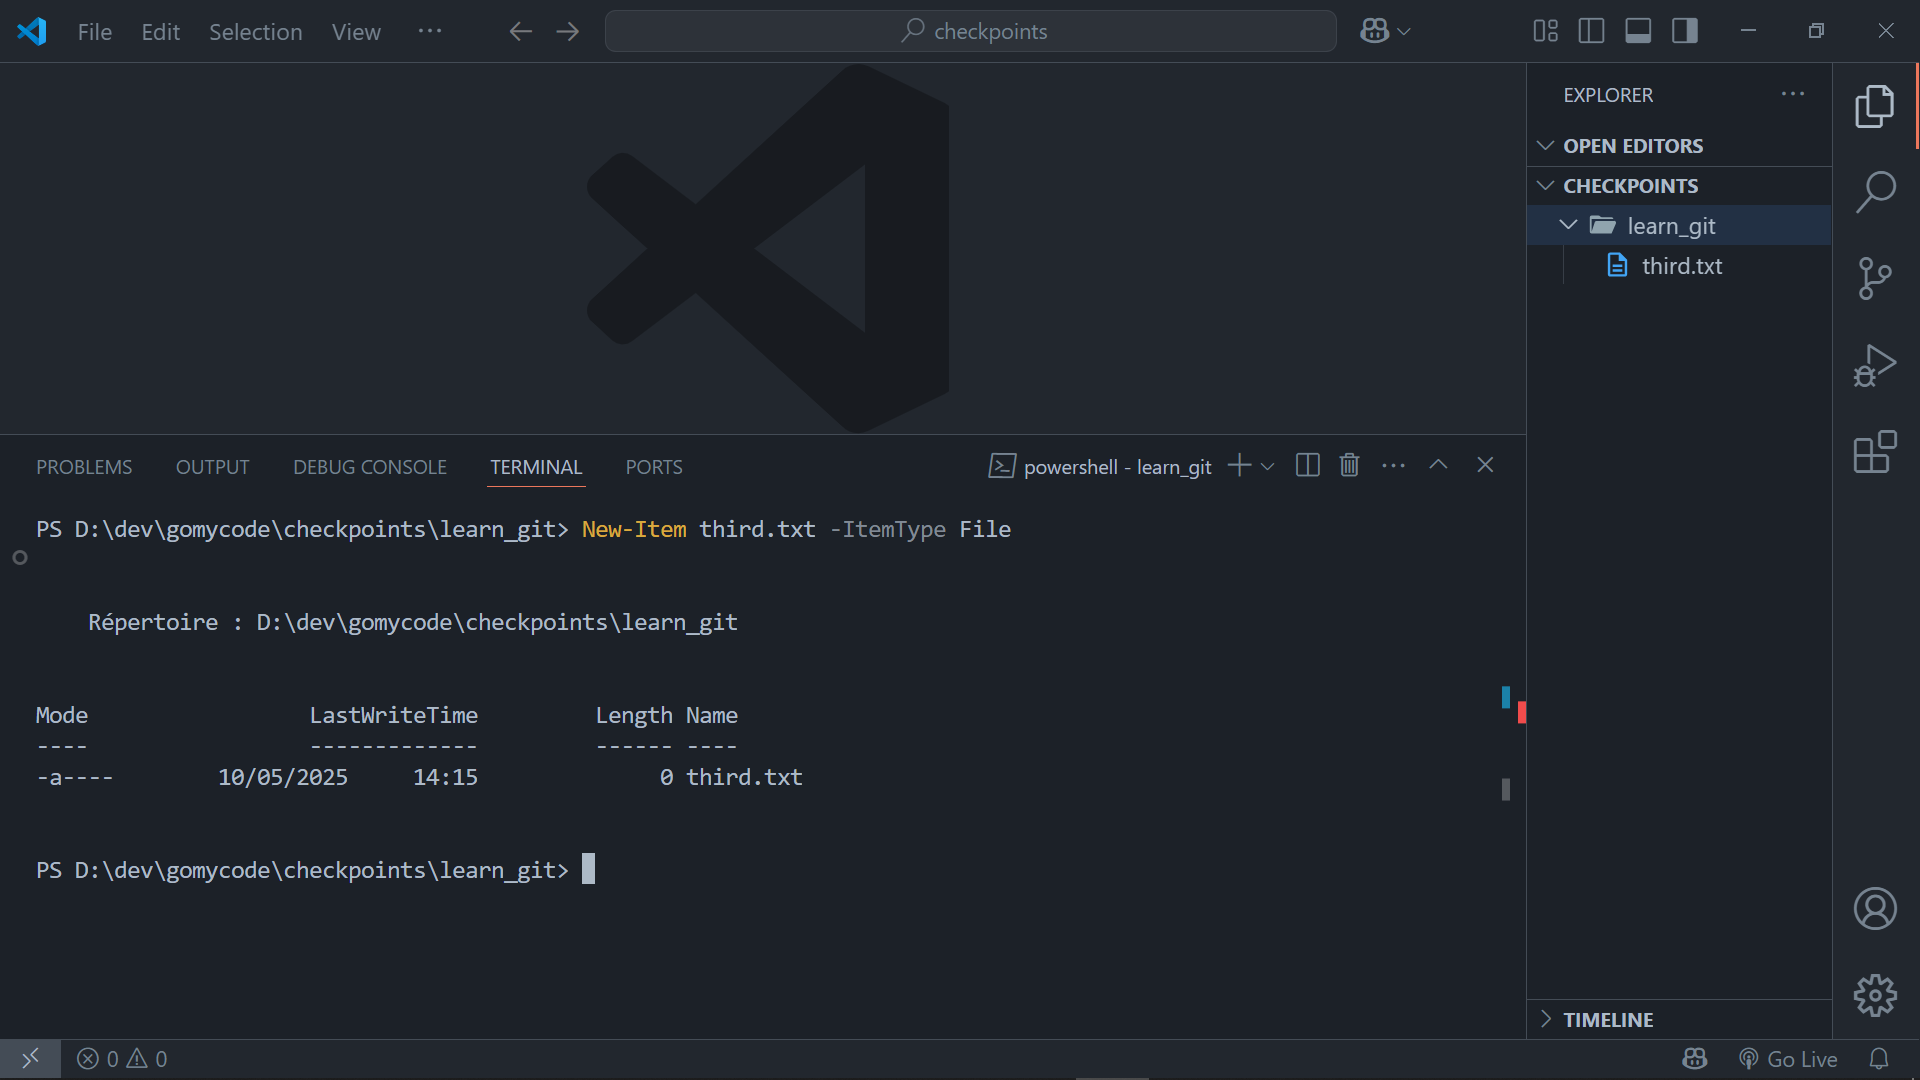 File Edit Selection View ... checkpoints
EXPLORER ...
OPEN EDITORS
CHECKPOINTS
learn_git
third.txt
PROBLEMS OUTPUT DEBUG CONSOLE TERMINAL PORTS powershell - learn_git ...
PS D:\dev\gomycode\checkpoints\learn_git> New-Item third.txt -ItemType File
Répertoire : D:\dev\gomycode\checkpoints\learn_git
Mode LastWriteTime Length Name
---- ------------- ------ ----
-a---- 10/05/2025 14:15 0 third.txt
PS D:\dev\gomycode\checkpoints\learn_git>
TIMELINE
0 0 Go Live